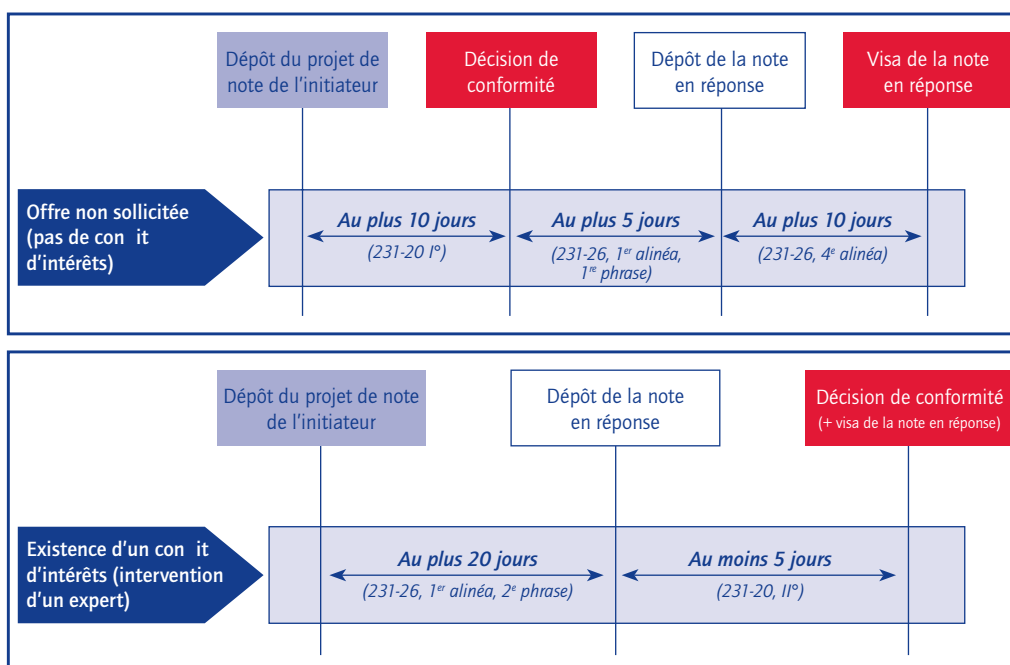 Dépôt du projet de
note de l'initiateur
Décision de
conformité
Dépôt de la note
en réponse
Visa de la note
en réponse
Offre non sollicitée
(pas de con it
d'intérêts)
Au plus 10 jours
(231-20 I°)
Au plus 5 jours
(231-26, 1er alinéa,
1re phrase)
Au plus 10 jours
(231-26, 4e alinéa)
Dépôt du projet de note
de l'initiateur
Dépôt de la note
en réponse
Décision de conformité
(+ visa de la note en réponse)
Existence d'un con it
d'intérêts (intervention
d'un expert)
Au plus 20 jours
(231-26, 1er alinéa, 2e phrase)
Au moins 5 jours
(231-20, II°)